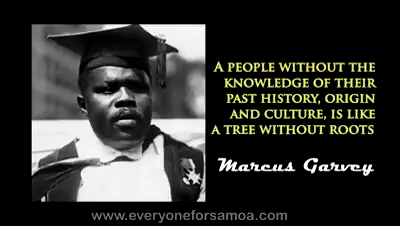 A PEOPLE WITHOUT THE
KNOWLEDGE OF THEIR
PAST HISTORY, ORIGIN
AND CULTURE, IS LIKE
A TREE WITHOUT ROOTS
Marcus Garvey
www.everyoneforsamoa.com